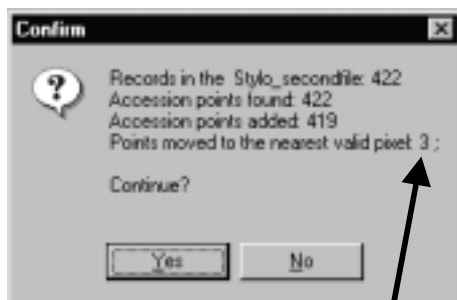 Confirm
Records in the Stylo_secondfile: 422
Accession points found: 422
Accession points added: 419
Points moved to the nearest valid pixel: 3 ;
Continue?
Yes No